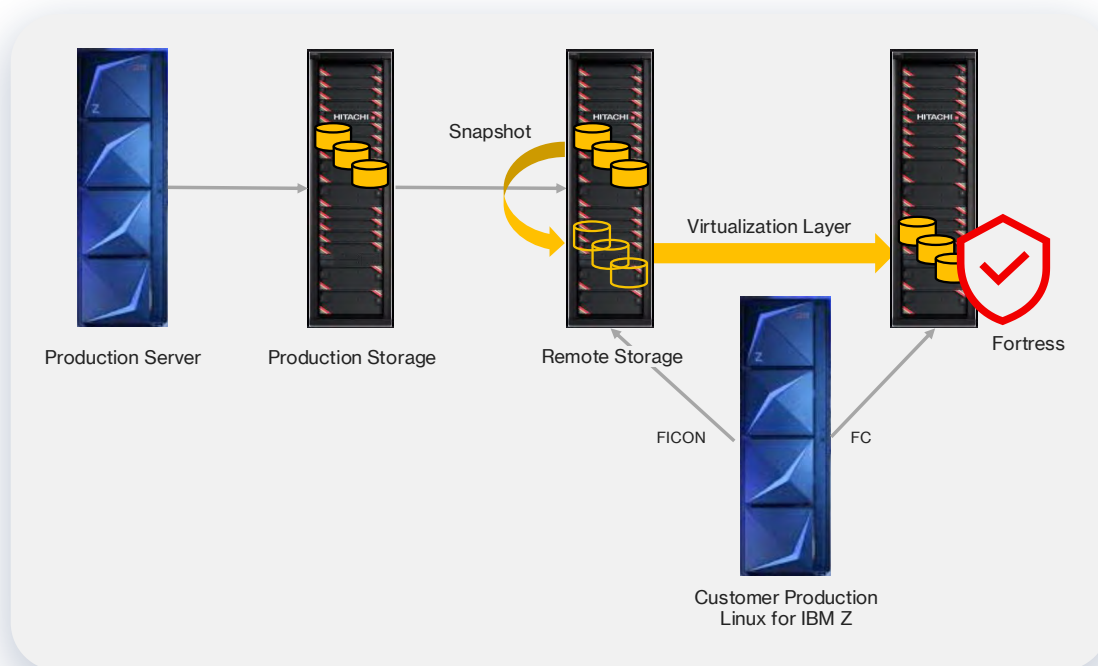 Z
HITACHI
HITACHI
HITACHI
Snapshot
Virtualization Layer
Production Server
Production Storage
Remote Storage
Fortress
Z
FICON
FC
Customer Production
Linux for IBM Z